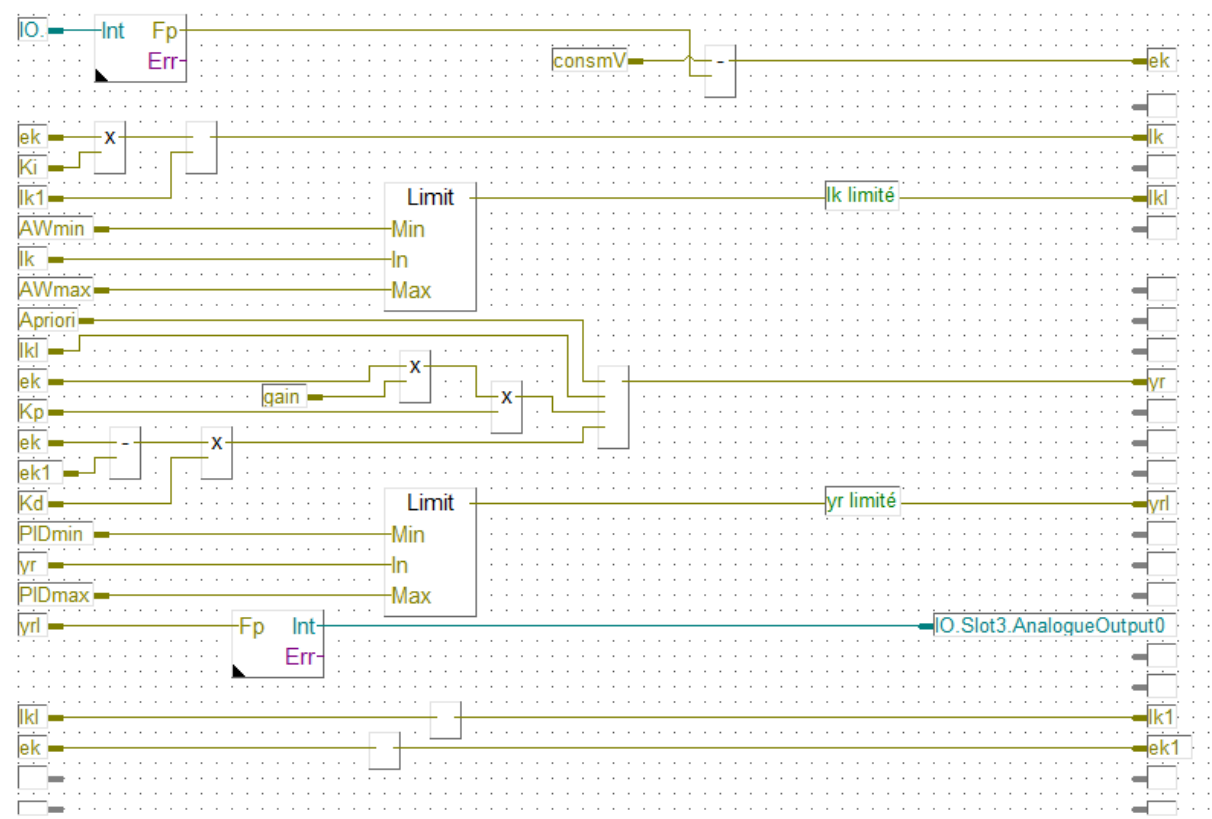 IO. Int Fp
Err
consmV - ek
ek x Ik
Ki
Ik1 Limit Ik limité Ikl
AWmin Min
Ik In
AWmax Max
Apriori
Ikl
ek x yr
gain x
Kp
ek - x
ek1
Kd Limit yr limité yrl
PIDmin Min
yr In
PIDmax Max
yrl Fp Int IO.Slot3.AnalogueOutput0
Err
Ikl Ik1
ek ek1